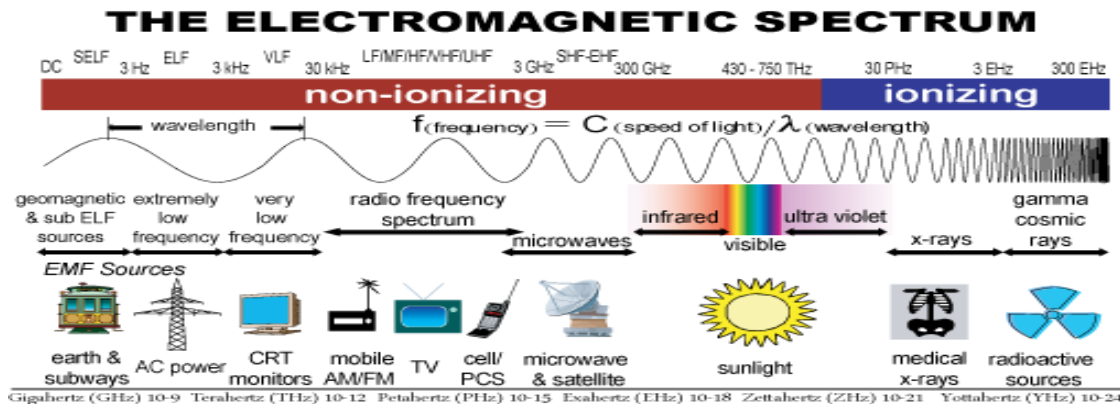 THE ELECTROMAGNETIC SPECTRUM
DC SELF 3 Hz ELF 3 kHz VLF 30 kHz LF/MF/HF/VHF/UHF 3 GHz SHF-EHF 300 GHz 430 - 750 THz 30 PHz 3 EHz 300 EHz
non-ionizing ionizing
wavelength f(frequency) = C (speed of light) / λ (wavelength)
geomagnetic & sub ELF sources
extremely low frequency
very low frequency
radio frequency spectrum
microwaves
infrared
visible
ultra violet
x-rays
gamma cosmic rays
EMF Sources
earth & subways
AC power
CRT monitors
mobile AM/FM
TV
cell/ PCS
microwave & satellite
sunlight
medical x-rays
radioactive sources
Gigahertz (GHz) 10-9 Terahertz (THz) 10-12 Petahertz (PHz) 10-15 Exahertz (EHz) 10-18 Zettahertz (ZHz) 10-21 Yottahertz (YHz)